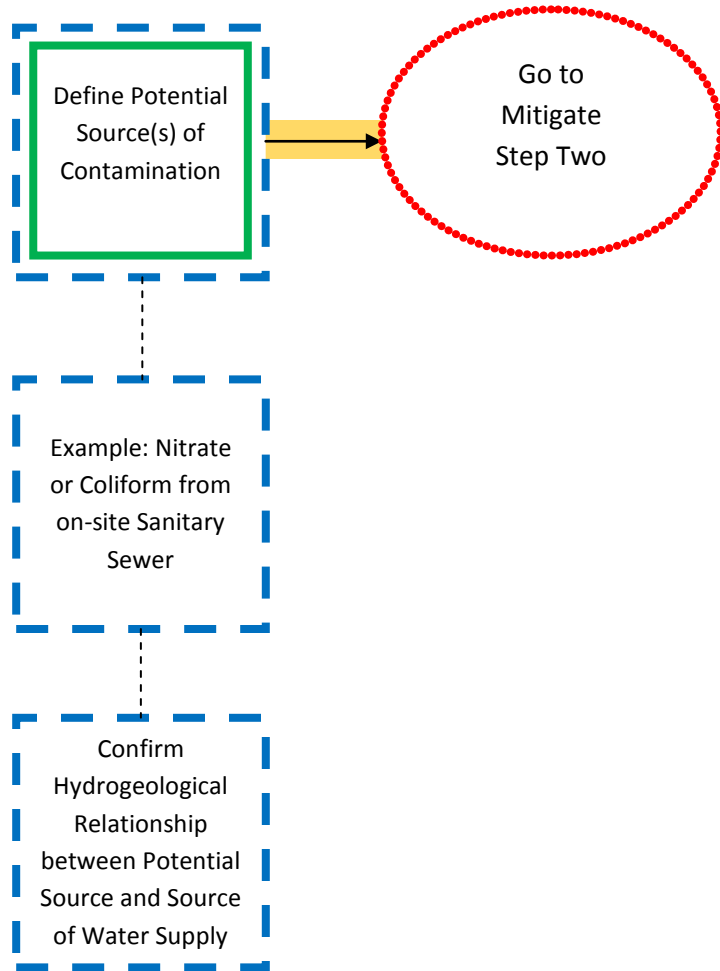 Define Potential
Source(s) of
Contamination
Go to
Mitigate
Step Two
Example: Nitrate
or Coliform from
on-site Sanitary
Sewer
Confirm
Hydrogeological
Relationship
between Potential
Source and Source
of Water Supply